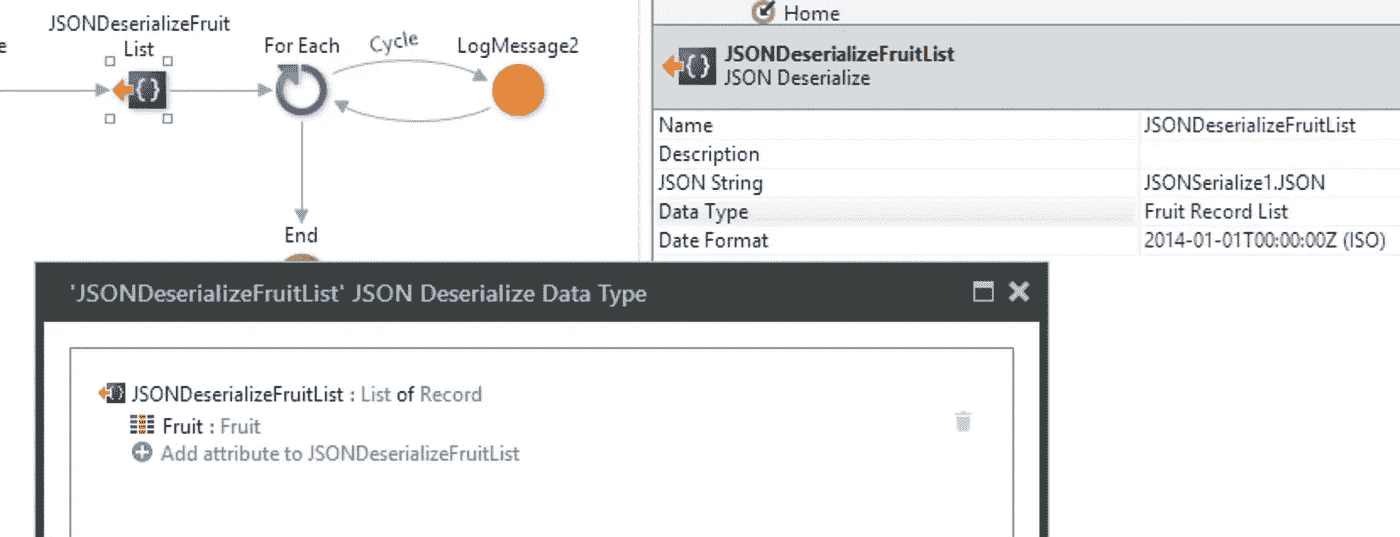 JSONDeserializeFruit
List
For Each
Cycle
LogMessage2
End
Home
JSONDeserializeFruitList
JSON Deserialize
Name JSONDeserializeFruitList
Description
JSON String JSONSerialize1.JSON
Data Type Fruit Record List
Date Format 2014-01-01T00:00:00Z (ISO)
'JSONDeserializeFruitList' JSON Deserialize Data Type
JSONDeserializeFruitList : List of Record
Fruit : Fruit
Add attribute to JSONDeserializeFruitList